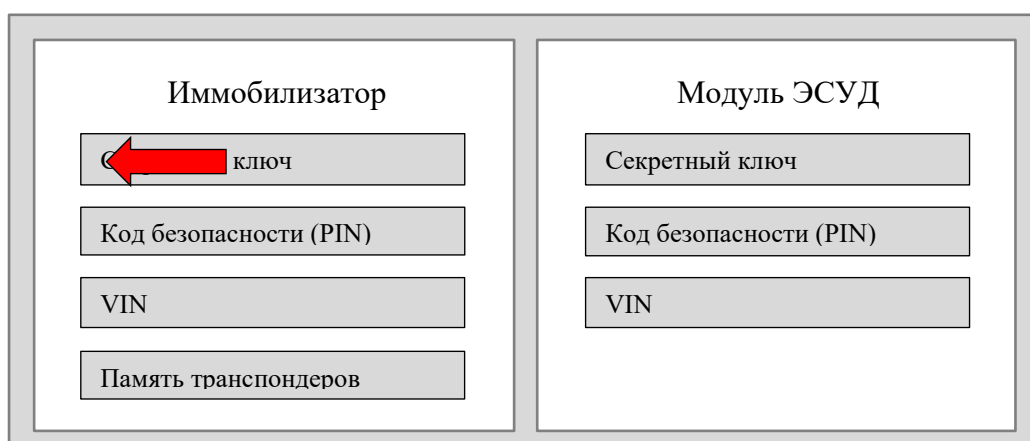 Иммобилизатор
ключ
Код безопасности (PIN)
VIN
Память транспондеров
Модуль ЭСУД
Секретный ключ
Код безопасности (PIN)
VIN